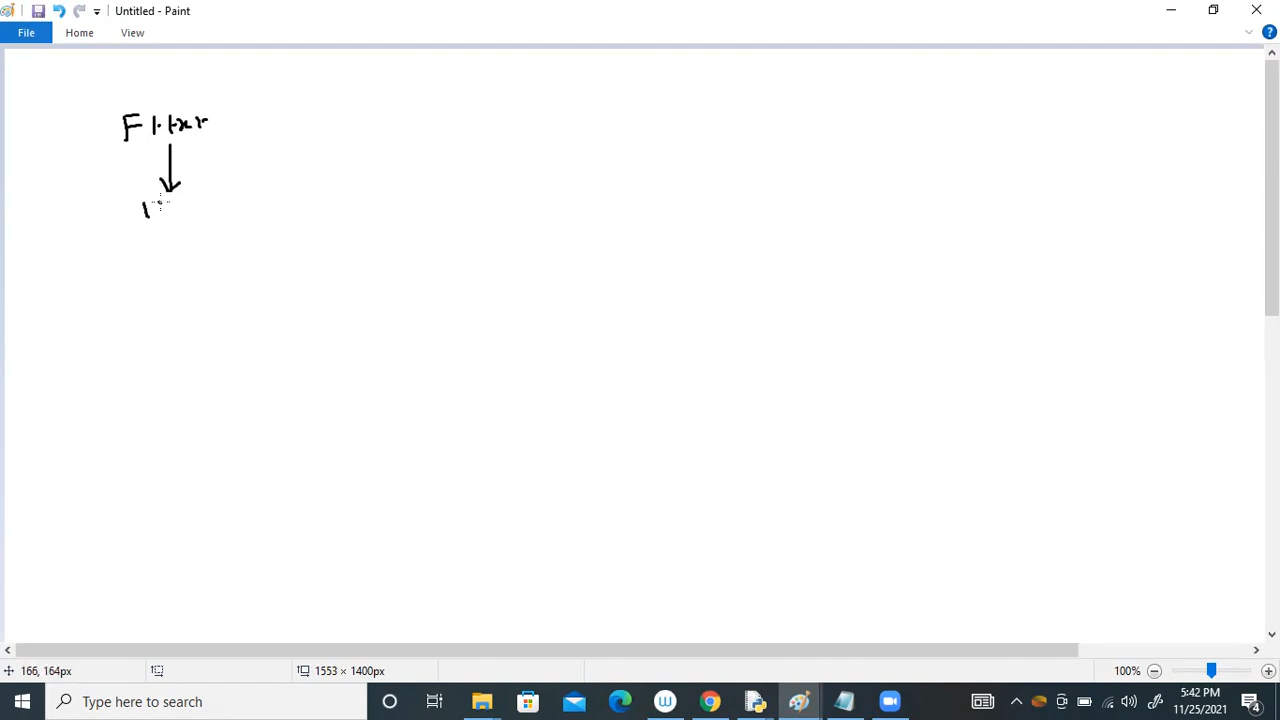 Untitled - Paint
File Home View
166, 164px 1553 × 1400px 100%
Type here to search
5:42 PM
11/25/2021
4